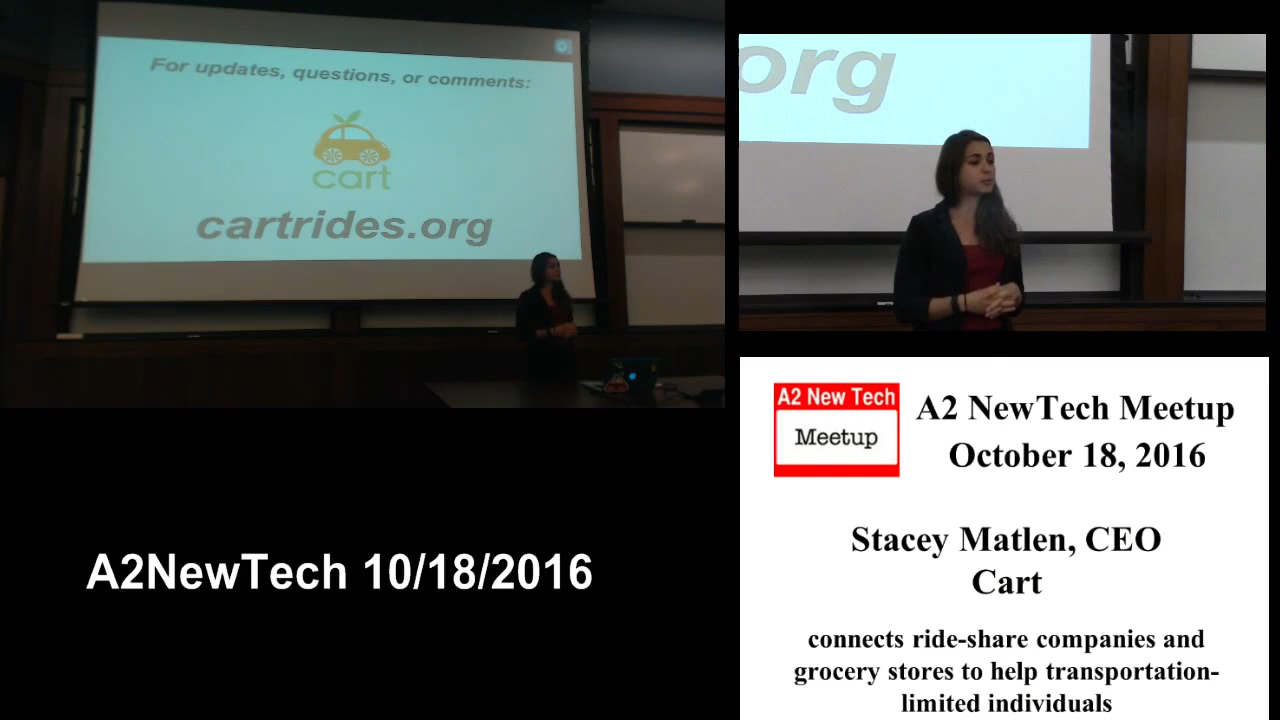 For updates, questions, or comments:
cart
cartrides.org
.org
A2NewTech 10/18/2016
A2 New Tech
Meetup
A2 NewTech Meetup
October 18, 2016
Stacey Matlen, CEO
Cart
connects ride-share companies and
grocery stores to help transportation-
limited individuals